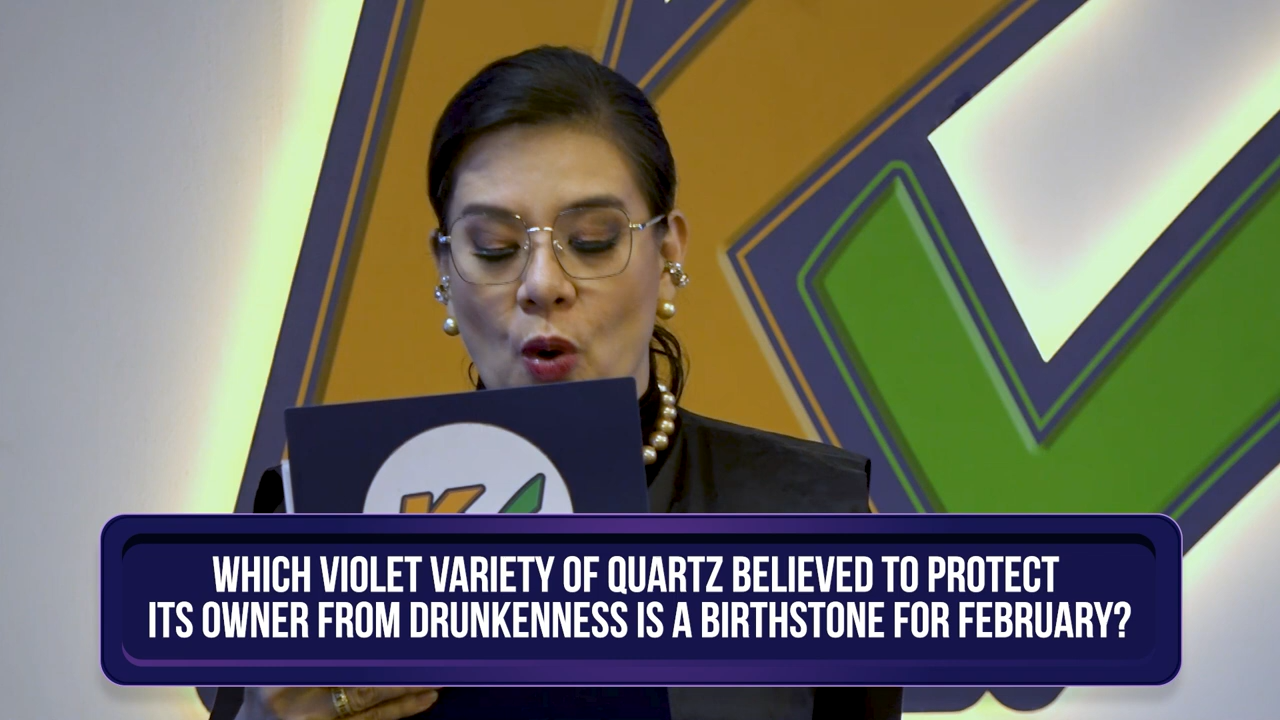 WHICH VIOLET VARIETY OF QUARTZ BELIEVED TO PROTECT
ITS OWNER FROM DRUNKENNESS IS A BIRTHSTONE FOR FEBRUARY?